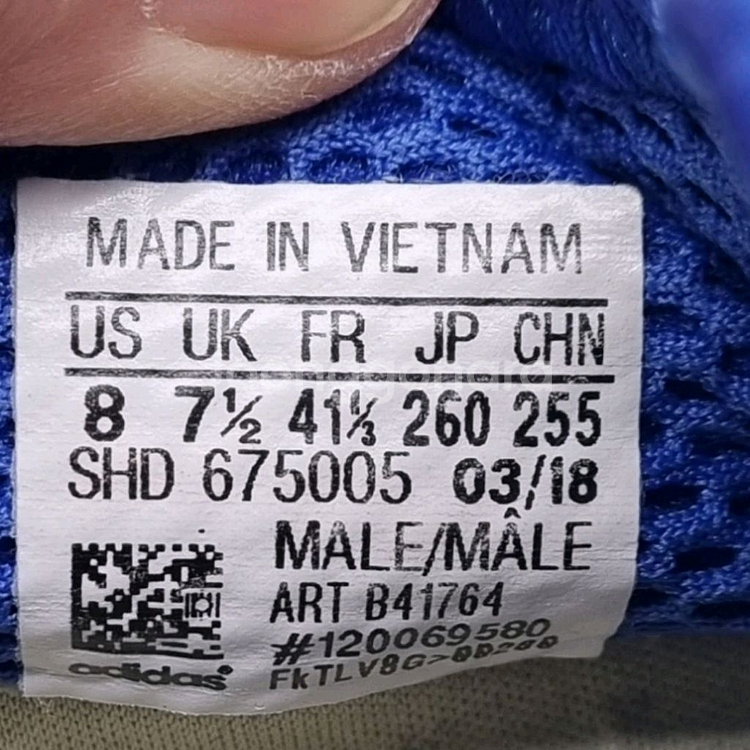 MADE IN VIETNAM
US UK FR JP CHN
8 7½ 41⅓ 260 255
SHD 675005 03/18
MALE/MÂLE
ART B41764
#120069580
adidas